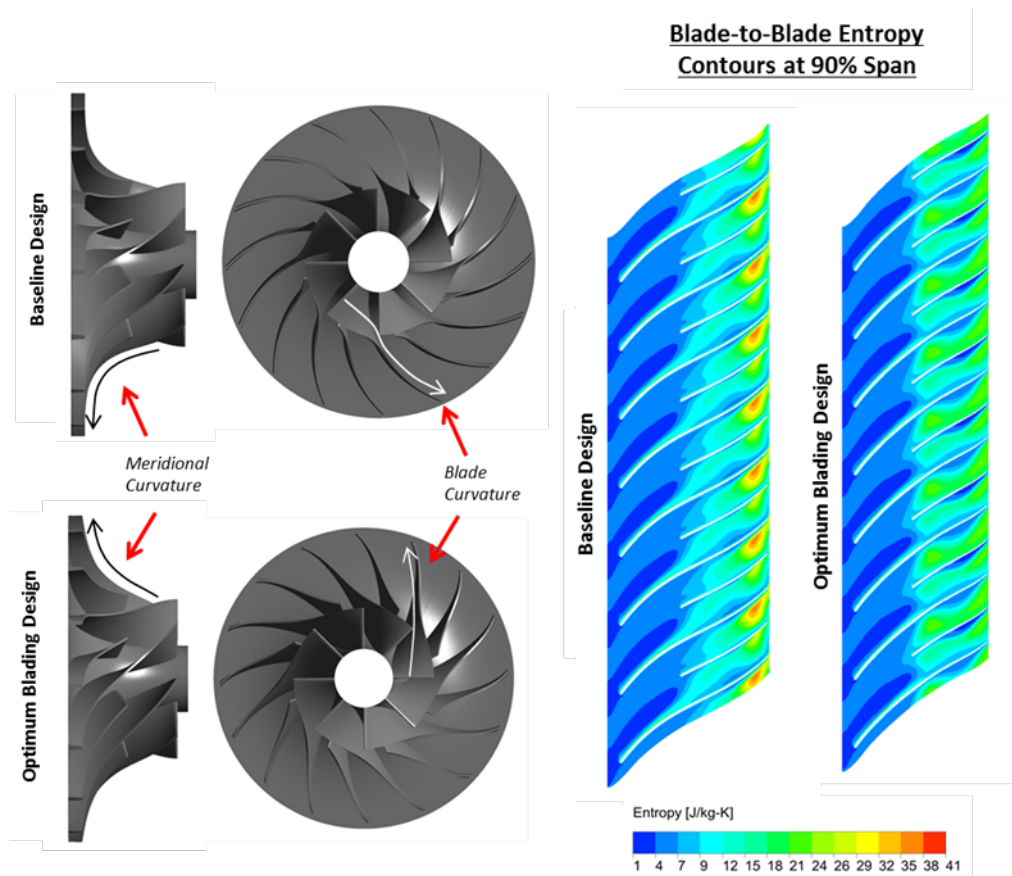 Blade-to-Blade Entropy
Contours at 90% Span
Baseline Design
Meridional
Curvature
Blade
Curvature
Optimum Blading Design
Baseline Design
Optimum Blading Design
Entropy [J/kg-K]
1 4 7 9 12 15 18 21 24 26 29 32 35 38 41